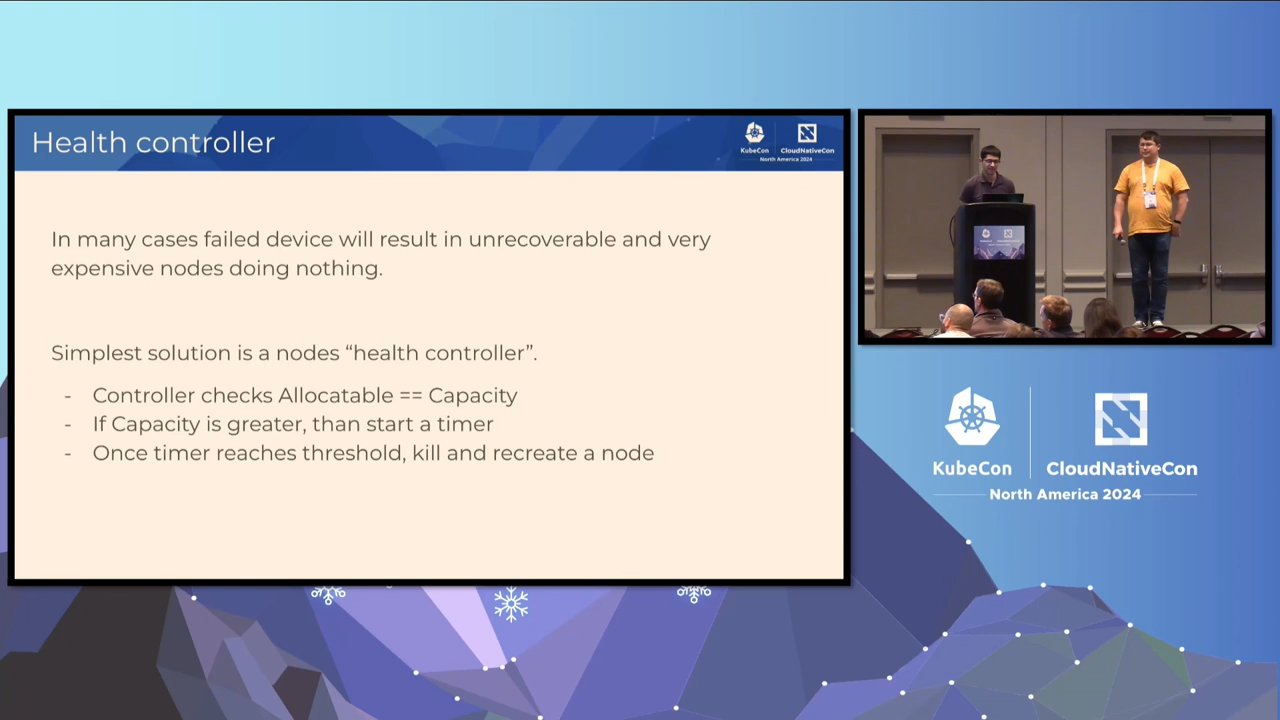 Health controller
KubeCon
CloudNativeCon
North America 2024
In many cases failed device will result in unrecoverable and very
expensive nodes doing nothing.
Simplest solution is a nodes “health controller”.
- Controller checks Allocatable == Capacity
- If Capacity is greater, than start a timer
- Once timer reaches threshold, kill and recreate a node
KubeCon
CloudNativeCon
North America 2024